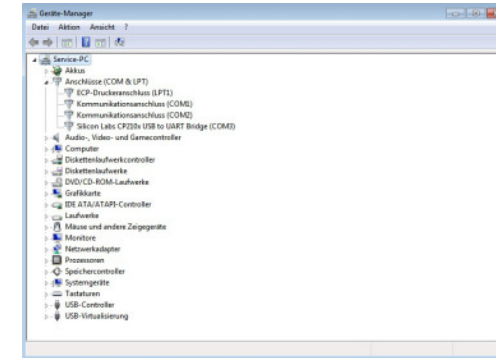 Geräte-Manager
Datei Aktion Ansicht ?
Service-PC
Akkus
Anschlüsse (COM & LPT)
ECP-Druckeranschluss (LPT1)
Kommunikationsanschluss (COM1)
Kommunikationsanschluss (COM2)
Silicon Labs CP210x USB to UART Bridge (COM3)
Audio-, Video- und Gamecontroller
Computer
Diskettenlaufwerkcontroller
Diskettenlaufwerke
DVD/CD-ROM-Laufwerke
Grafikkarte
IDE ATA/ATAPI-Controller
Laufwerke
Mäuse und andere Zeigegeräte
Monitore
Netzwerkadapter
Prozessoren
Speichercontroller
Systemgeräte
Tastaturen
USB-Controller
USB-Virtualisierung